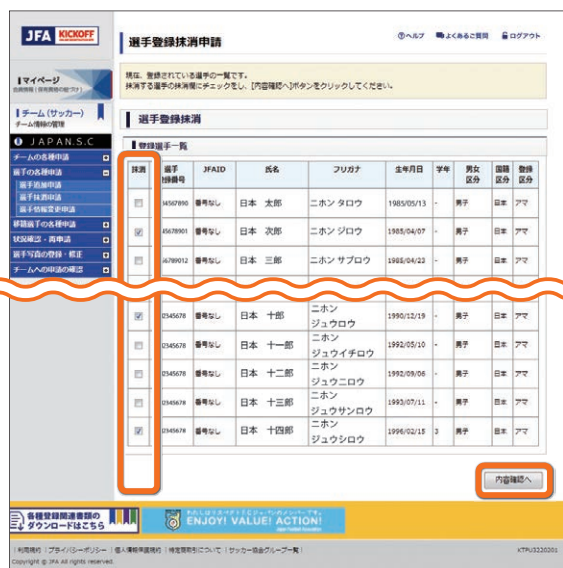 JFA KICKOFF
選手登録抹消申請
ヘルプ よくあるご質問 ログアウト
マイページ
現在、登録されている選手の一覧です。
抹消する選手の抹消欄にチェックをし、[内容確認へ]ボタンをクリックしてください。
チーム(サッカー)
チーム情報の管理
JAPAN.S.C
チームの各種申請
選手の各種申請
選手追加申請
選手抹消申請
選手情報変更申請
移籍選手の各種申請
状況確認・再申請
選手写真の登録・修正
チームへの申請の確認
選手登録抹消
登録選手一覧
抹消 選手 JFAID 氏名 フリガナ 生年月日 学年 男女区分 国籍区分 登録区分
登録番号
34567890 番号なし 日本 太郎 ニホン タロウ 1985/05/13 - 男子 日本 アマ
45678901 番号なし 日本 次郎 ニホン ジロウ 1985/04/07 - 男子 日本 アマ
56789012 番号なし 日本 三郎 ニホン サブロウ 1985/04/23 - 男子 日本 アマ
12345678 番号なし 日本 十郎 ニホン ジュウロウ 1990/12/19 - 男子 日本 アマ
12345678 番号なし 日本 十一郎 ニホン ジュウイチロウ 1992/05/10 - 男子 日本 アマ
12345678 番号なし 日本 十二郎 ニホン ジュウニロウ 1992/09/06 - 男子 日本 アマ
12345678 番号なし 日本 十三郎 ニホン ジュウサンロウ 1993/07/11 - 男子 日本 アマ
12345678 番号なし 日本 十四郎 ニホン ジュウシロウ 1996/02/15 3 男子 日本 アマ
内容確認へ
各種登録関連書類の
ダウンロードはこちら
ENJOY! VALUE! ACTION!
利用規約 | プライバシーポリシー | 個人情報保護規約 | 特定商取引について | サッカー協会グループ一覧 | KTPU3220201
Copyright © JFA All rights reserved.